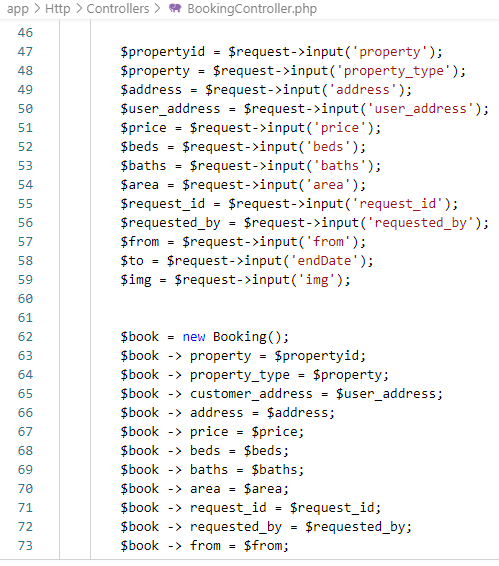 app > Http > Controllers > BookingController.php
46
47 $propertyid = $request->input('property');
48 $property = $request->input('property_type');
49 $address = $request->input('address');
50 $user_address = $request->input('user_address');
51 $price = $request->input('price');
52 $beds = $request->input('beds');
53 $baths = $request->input('baths');
54 $area = $request->input('area');
55 $request_id = $request->input('request_id');
56 $requested_by = $request->input('requested_by');
57 $from = $request->input('from');
58 $to = $request->input('endDate');
59 $img = $request->input('img');
60
61
62 $book = new Booking();
63 $book -> property = $propertyid;
64 $book -> property_type = $property;
65 $book -> customer_address = $user_address;
66 $book -> address = $address;
67 $book -> price = $price;
68 $book -> beds = $beds;
69 $book -> baths = $baths;
70 $book -> area = $area;
71 $book -> request_id = $request_id;
72 $book -> requested_by = $requested_by;
73 $book -> from = $from;